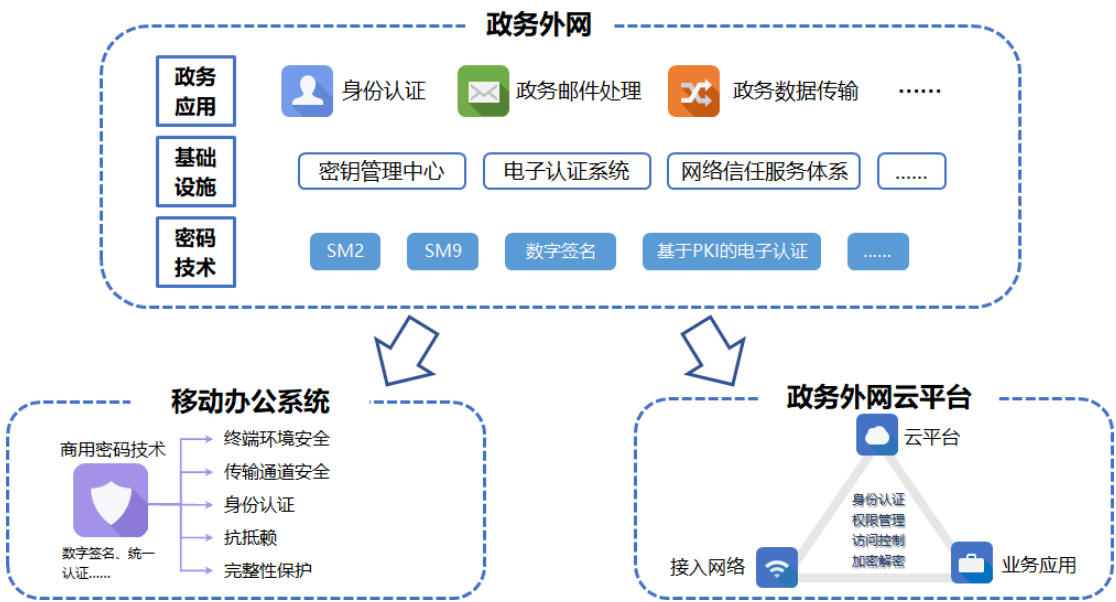 政务外网
政务
应用
身份认证
政务邮件处理
政务数据传输
······
基础
设施
密钥管理中心
电子认证系统
网络信任服务体系
......
密码
技术
SM2
SM9
数字签名
基于PKI的电子认证
......
移动办公系统
商用密码技术
数字签名、统一
认证......
终端环境安全
传输通道安全
身份认证
抗抵赖
完整性保护
政务外网云平台
云平台
身份认证
权限管理
访问控制
加密解密
接入网络
业务应用